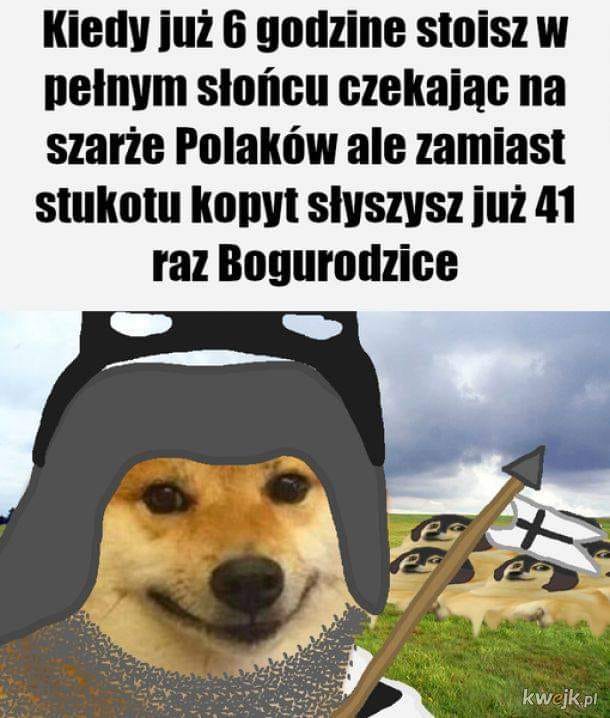 Kiedy już 6 godzine stoisz w
pełnym słońcu czekając na
szarże Polaków ale zamiast
stukotu kopyt słyszysz już 41
raz Bogurodzice
kwejk.pl